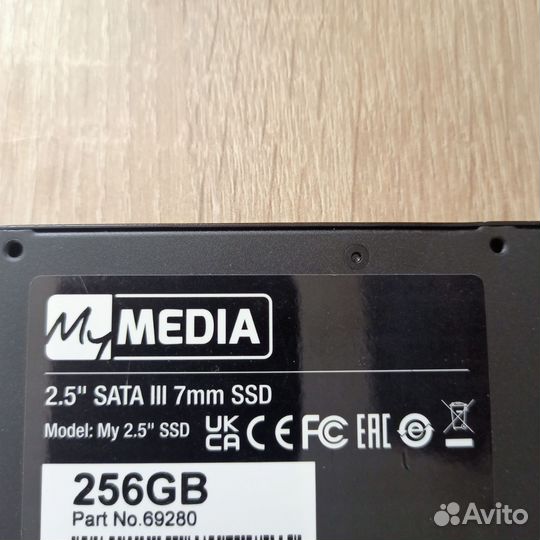 My MEDIA
2.5" SATA III 7mm SSD
Model: My 2.5" SSD UK CA CE FC EAC
256GB
Part No.69280
Avito